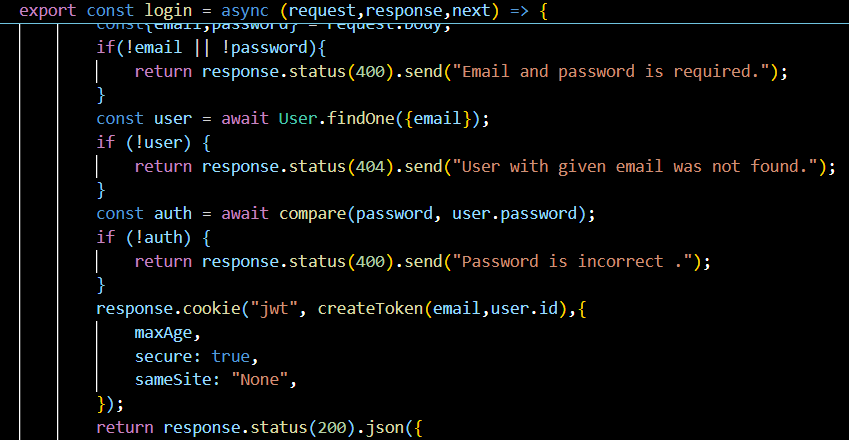 export const login = async (request,response,next) => {
const{email,password} = request.body;
if(!email || !password){
return response.status(400).send("Email and password is required.");
}
const user = await User.findOne({email});
if (!user) {
return response.status(404).send("User with given email was not found.");
}
const auth = await compare(password, user.password);
if (!auth) {
return response.status(400).send("Password is incorrect .");
}
response.cookie("jwt", createToken(email,user.id),{
maxAge,
secure: true,
sameSite: "None",
});
return response.status(200).json({